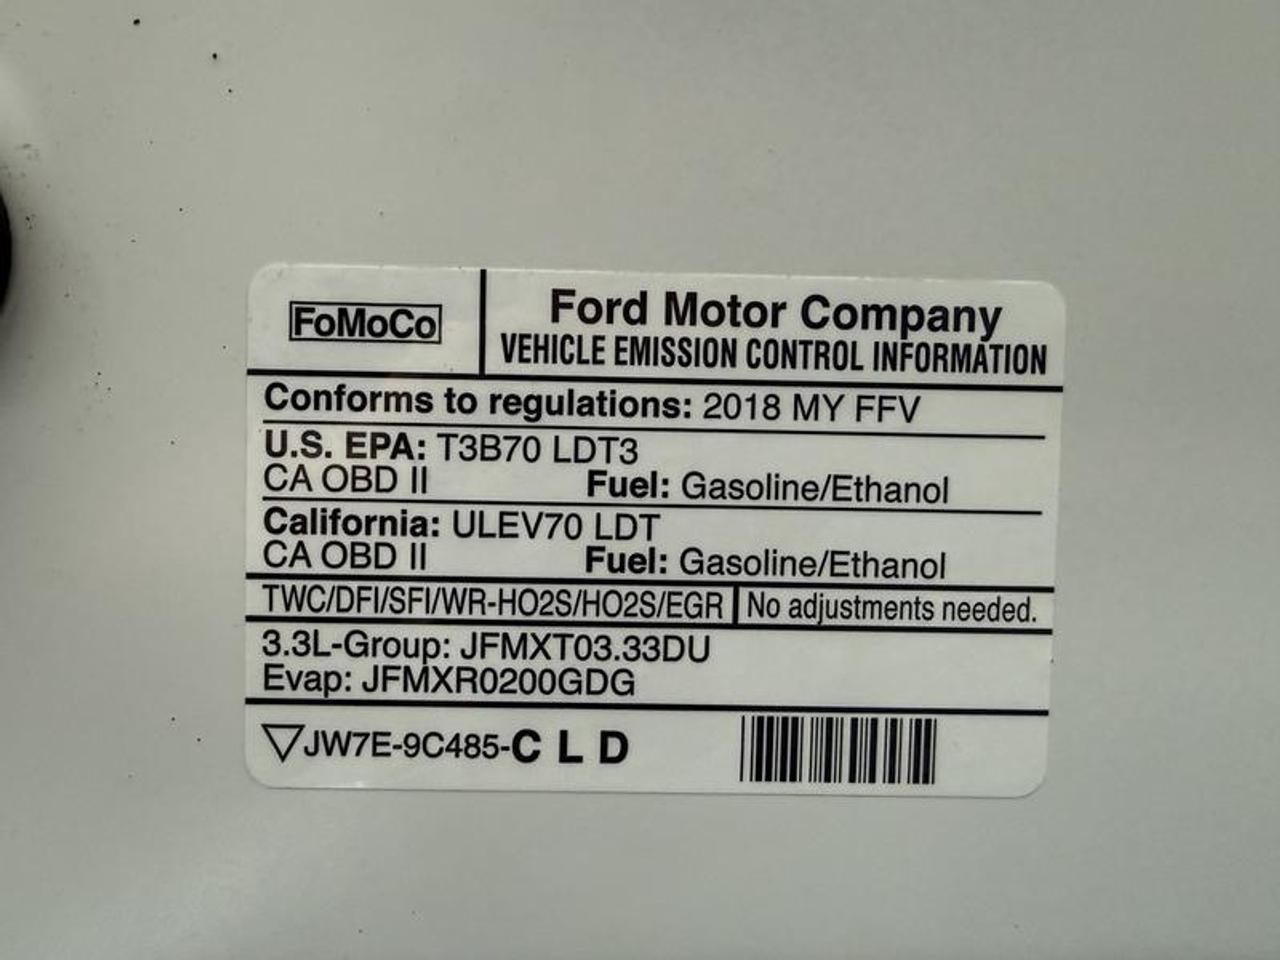 FoMoCo
Ford Motor Company
VEHICLE EMISSION CONTROL INFORMATION
Conforms to regulations: 2018 MY FFV
U.S. EPA: T3B70 LDT3
CA OBD II Fuel: Gasoline/Ethanol
California: ULEV70 LDT
CA OBD II Fuel: Gasoline/Ethanol
TWC/DFI/SFI/WR-HO2S/HO2S/EGR No adjustments needed.
3.3L-Group: JFMXT03.33DU
Evap: JFMXR0200GDG
JW7E-9C485-C L D